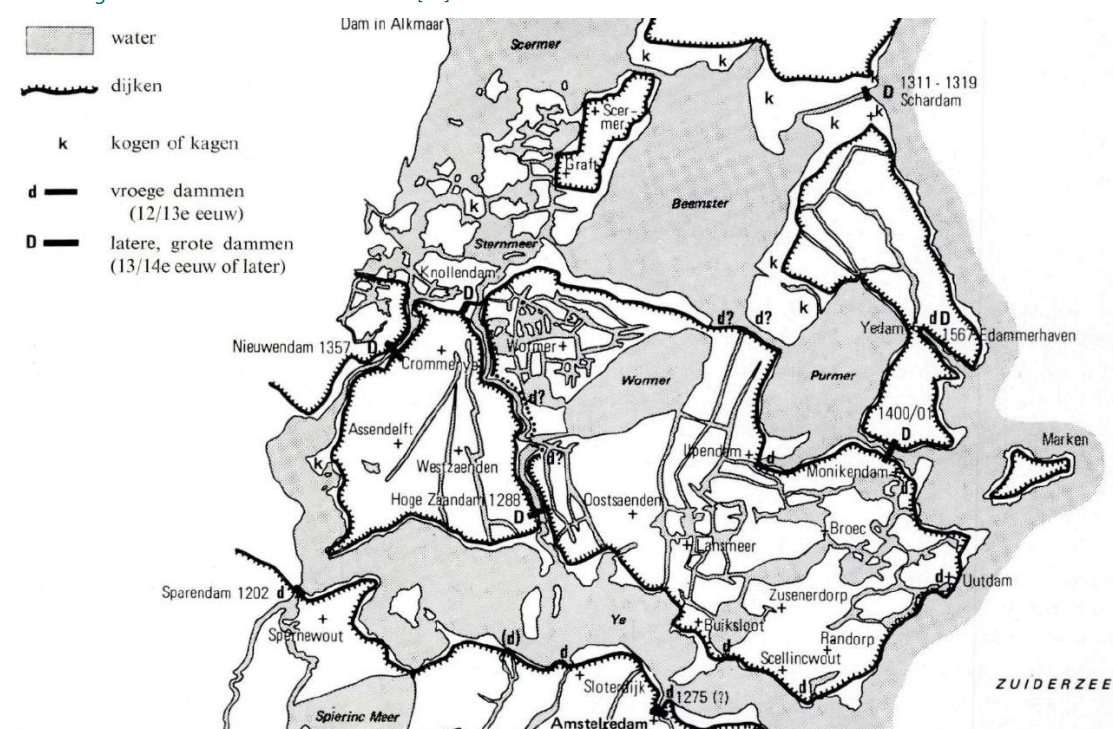 water
dijken
k kogen of kagen
d vroege dammen
(12/13e eeuw)
D latere, grote dammen
(13/14e eeuw of later)
Dam in Alkmaar
Scermer
k
k
k
k
D 1311 - 1319
Schardam
k
k
k
Scer-
mer
Graft
Beemster
k
Sternmeer
Knollendam
D
k
k
d?
d?
d D
Yedam
1567 Edammerhaven
Nieuwendam 1357
D
Crommenye
Wormer
Wormer
Purmer
d?
1400/01
D
Assendelft
Westzaenden
d?
Upendam
d
Monikendam
d
Marken
k
Hoge Zaandam 1288
D
Oostsaenden
Lansmeer
Broec
d
Uutdam
Sparendam 1202
d
Spernewout
Ye
Zusenerdorp
Buiksloot
Randorp
(d)
d
d
Scellincwout
d
Sloterdijk
d
1275 (?)
ZUIDERZEE
Spierinc Meer
Amstelredam